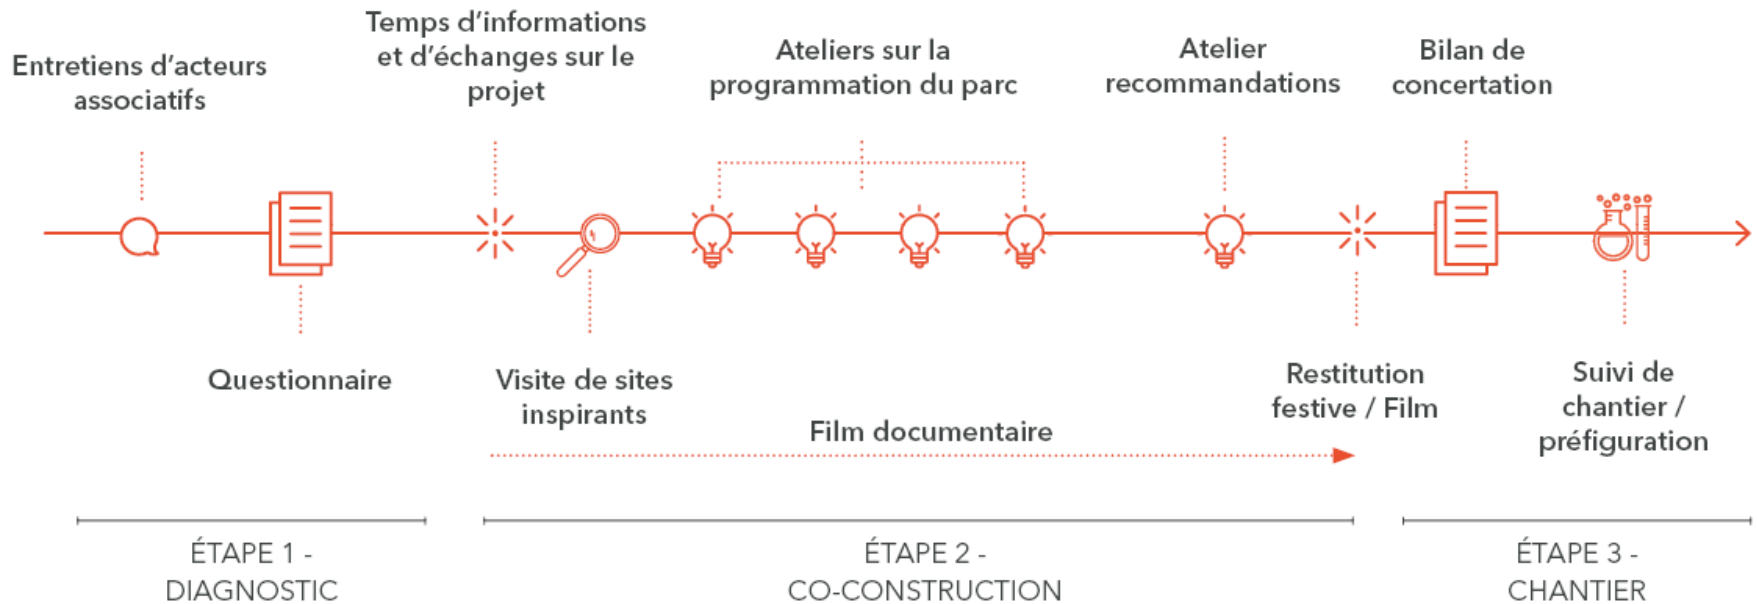 Entretiens d'acteurs
associatifs
Temps d'informations
et d'échanges sur le
projet
Ateliers sur la
programmation du parc
Atelier
recommandations
Bilan de
concertation
Questionnaire
Visite de sites
inspirants
Film documentaire
Restitution
festive / Film
Suivi de
chantier /
préfiguration
ÉTAPE 1 -
DIAGNOSTIC
ÉTAPE 2 -
CO-CONSTRUCTION
ÉTAPE 3 -
CHANTIER